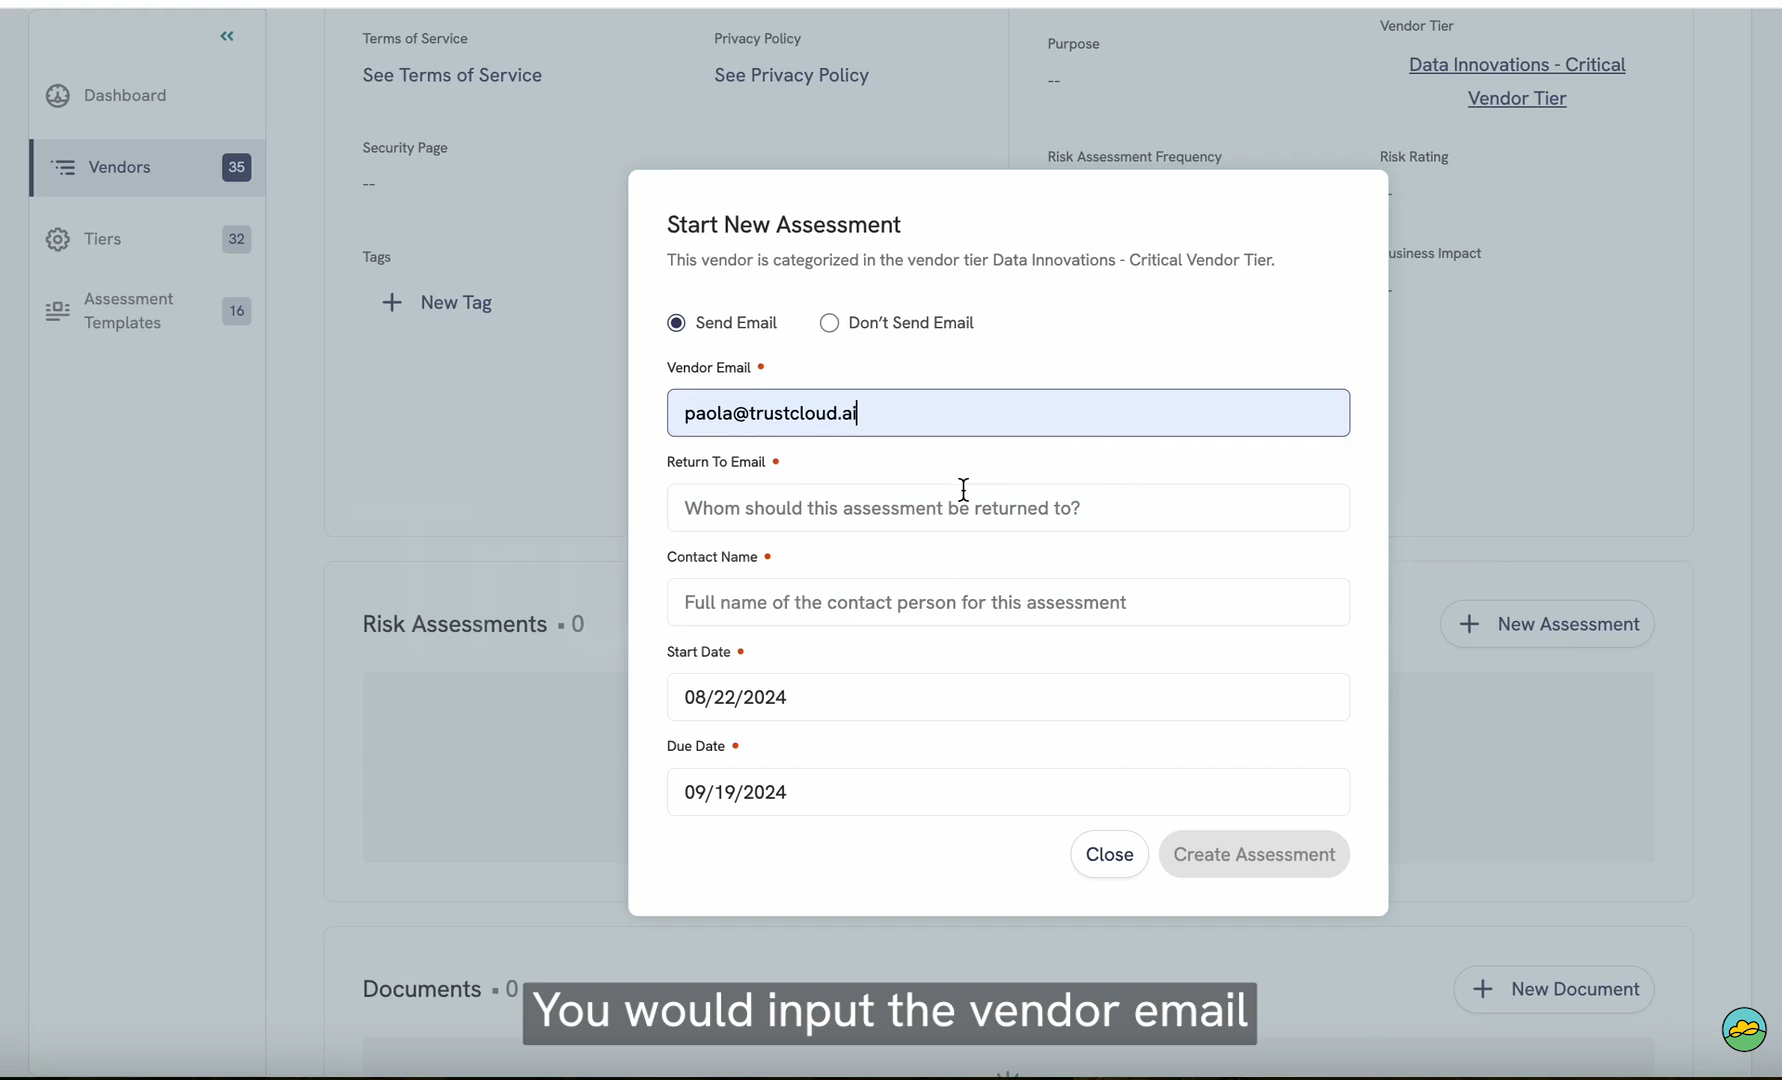 Terms of Service
See Terms of Service
Privacy Policy
See Privacy Policy
Purpose
--
Vendor Tier
Data Innovations - Critical
Vendor Tier
Dashboard
Vendors 35
Tiers 32
Assessment
Templates 16
Security Page
--
Risk Assessment Frequency
Risk Rating
Tags
+ New Tag
usiness Impact
Start New Assessment
This vendor is categorized in the vendor tier Data Innovations - Critical Vendor Tier.
Send Email
Don't Send Email
Vendor Email
paola@trustcloud.ai
Return To Email
Whom should this assessment be returned to?
Contact Name
Full name of the contact person for this assessment
Start Date
08/22/2024
Due Date
09/19/2024
Close
Create Assessment
Risk Assessments ▪ 0
+ New Assessment
Documents ▪ 0
+ New Document
You would input the vendor email